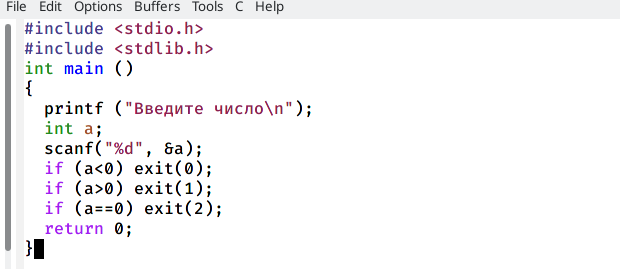 File Edit Options Buffers Tools C Help
#include <stdio.h>
#include <stdlib.h>
int main ()
{
  printf ("Введите число\n");
  int a;
  scanf("%d", &a);
  if (a<0) exit(0);
  if (a>0) exit(1);
  if (a==0) exit(2);
  return 0;
}